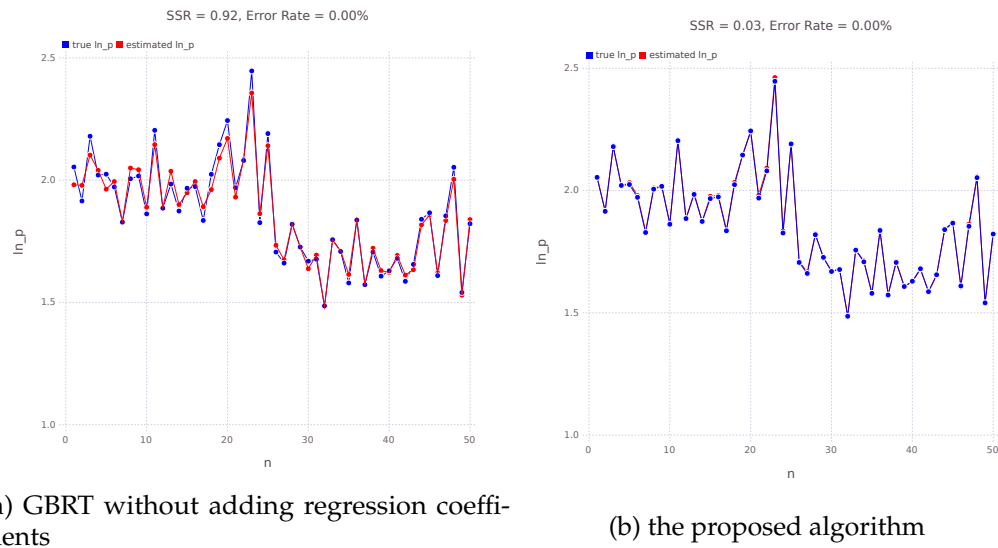 SSR = 0.92, Error Rate = 0.00%
true ln_p estimated ln_p
2.5
2.0
1.5
1.0
ln_p
0 10 20 30 40 50
n
) GBRT without adding regression coeffi-
ents
SSR = 0.03, Error Rate = 0.00%
true ln_p estimated ln_p
2.5
2.0
1.5
1.0
ln_p
0 10 20 30 40 50
n
(b) the proposed algorithm